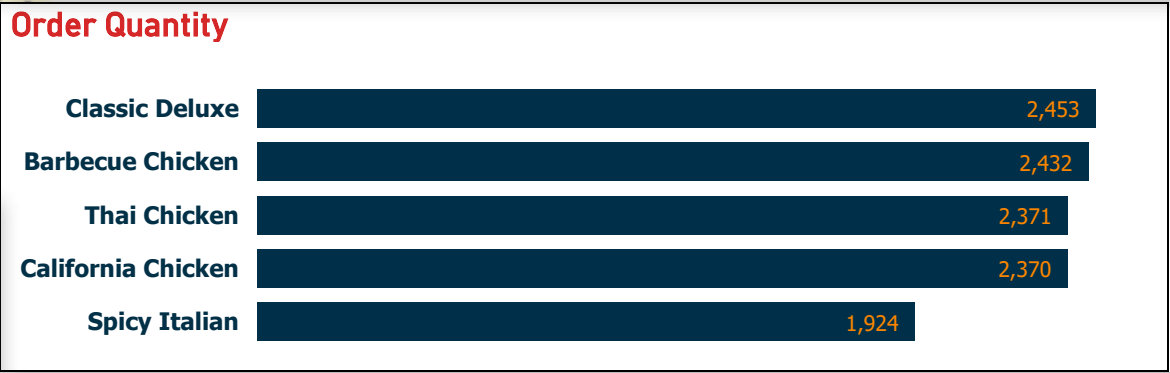 Order Quantity
Classic Deluxe 2,453
Barbecue Chicken 2,432
Thai Chicken 2,371
California Chicken 2,370
Spicy Italian 1,924